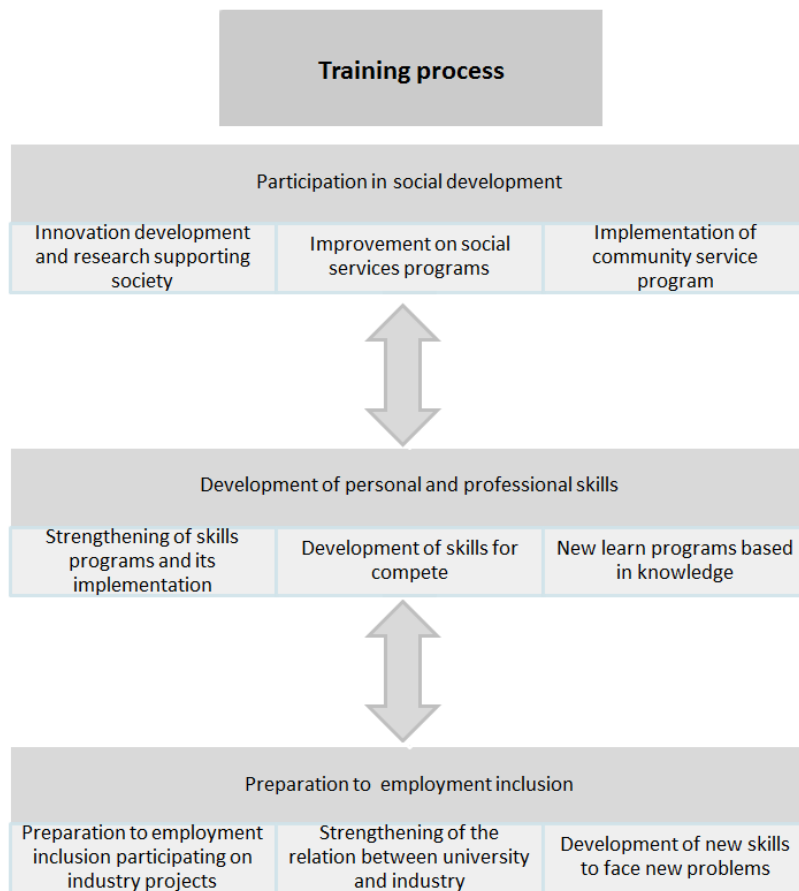 Training process
Participation in social development
Innovation development
and research supporting
society
Improvement on social
services programs
Implementation of
community service
program
Development of personal and professional skills
Strengthening of skills
programs and its
implementation
Development of skills for
compete
New learn programs based
in knowledge
Preparation to employment inclusion
Preparation to employment
inclusion participating on
industry projects
Strengthening of the
relation between university
and industry
Development of new skills
to face new problems